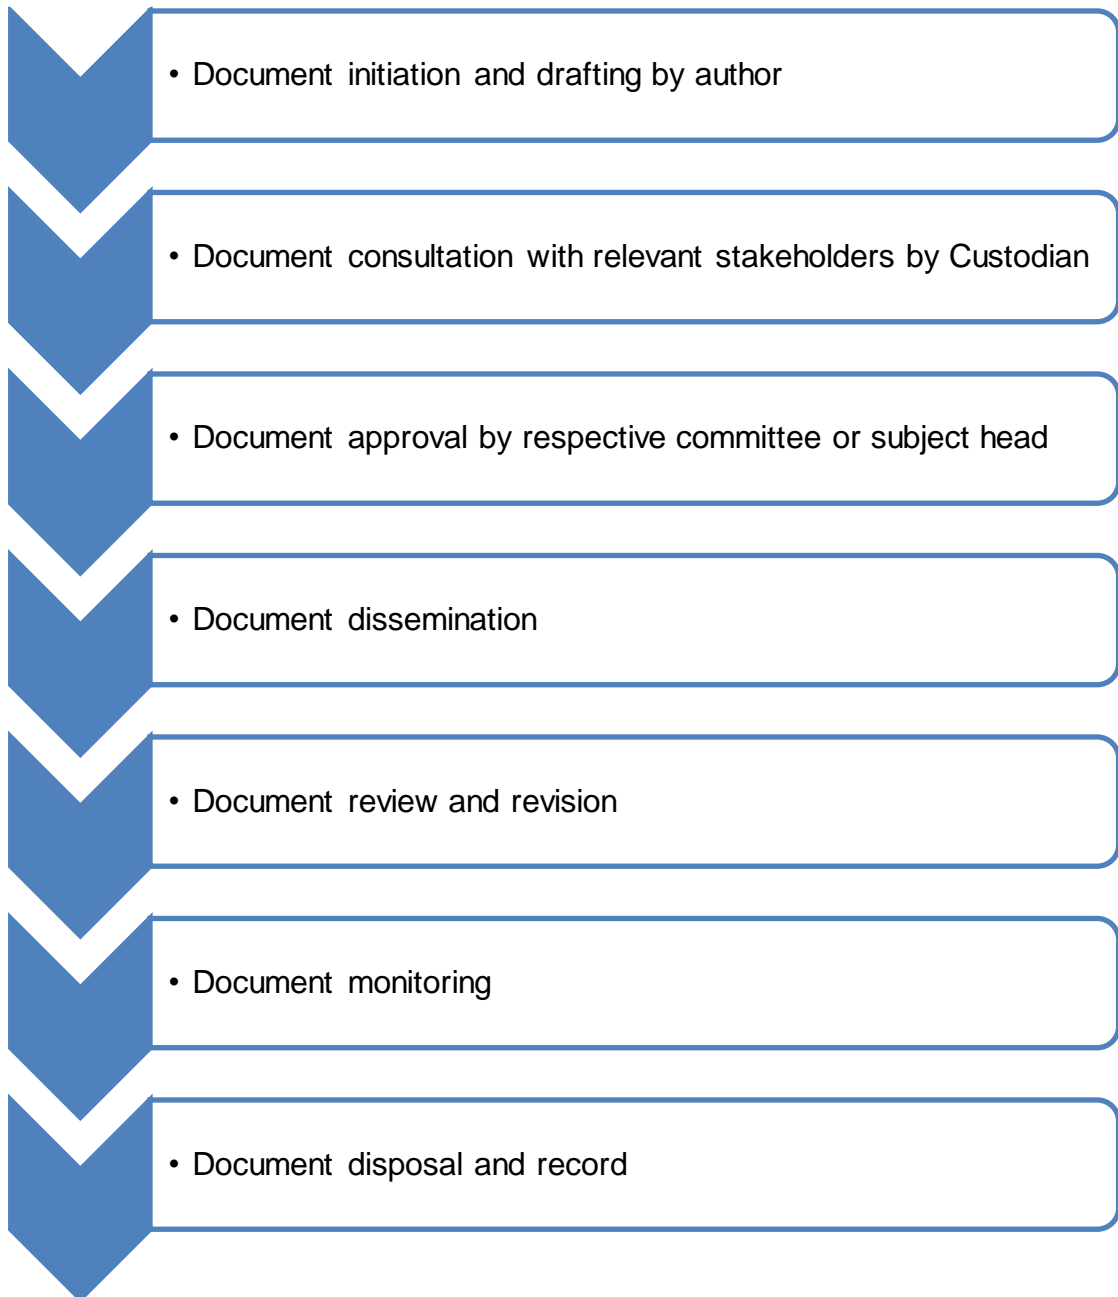 • Document initiation and drafting by author
• Document consultation with relevant stakeholders by Custodian
• Document approval by respective committee or subject head
• Document dissemination
• Document review and revision
• Document monitoring
• Document disposal and record